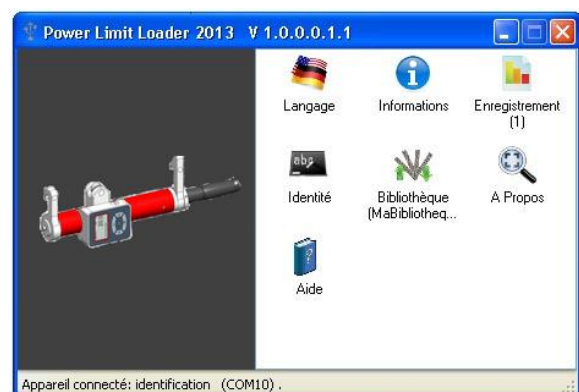 Power Limit Loader 2013 V 1.0.0.0.1.1
Langage
Informations
Enregistrement
(1)
abc
Identité
Bibliothèque
(MaBibliotheq...
A Propos
Aide
Appareil connecté: identification (COM10) .